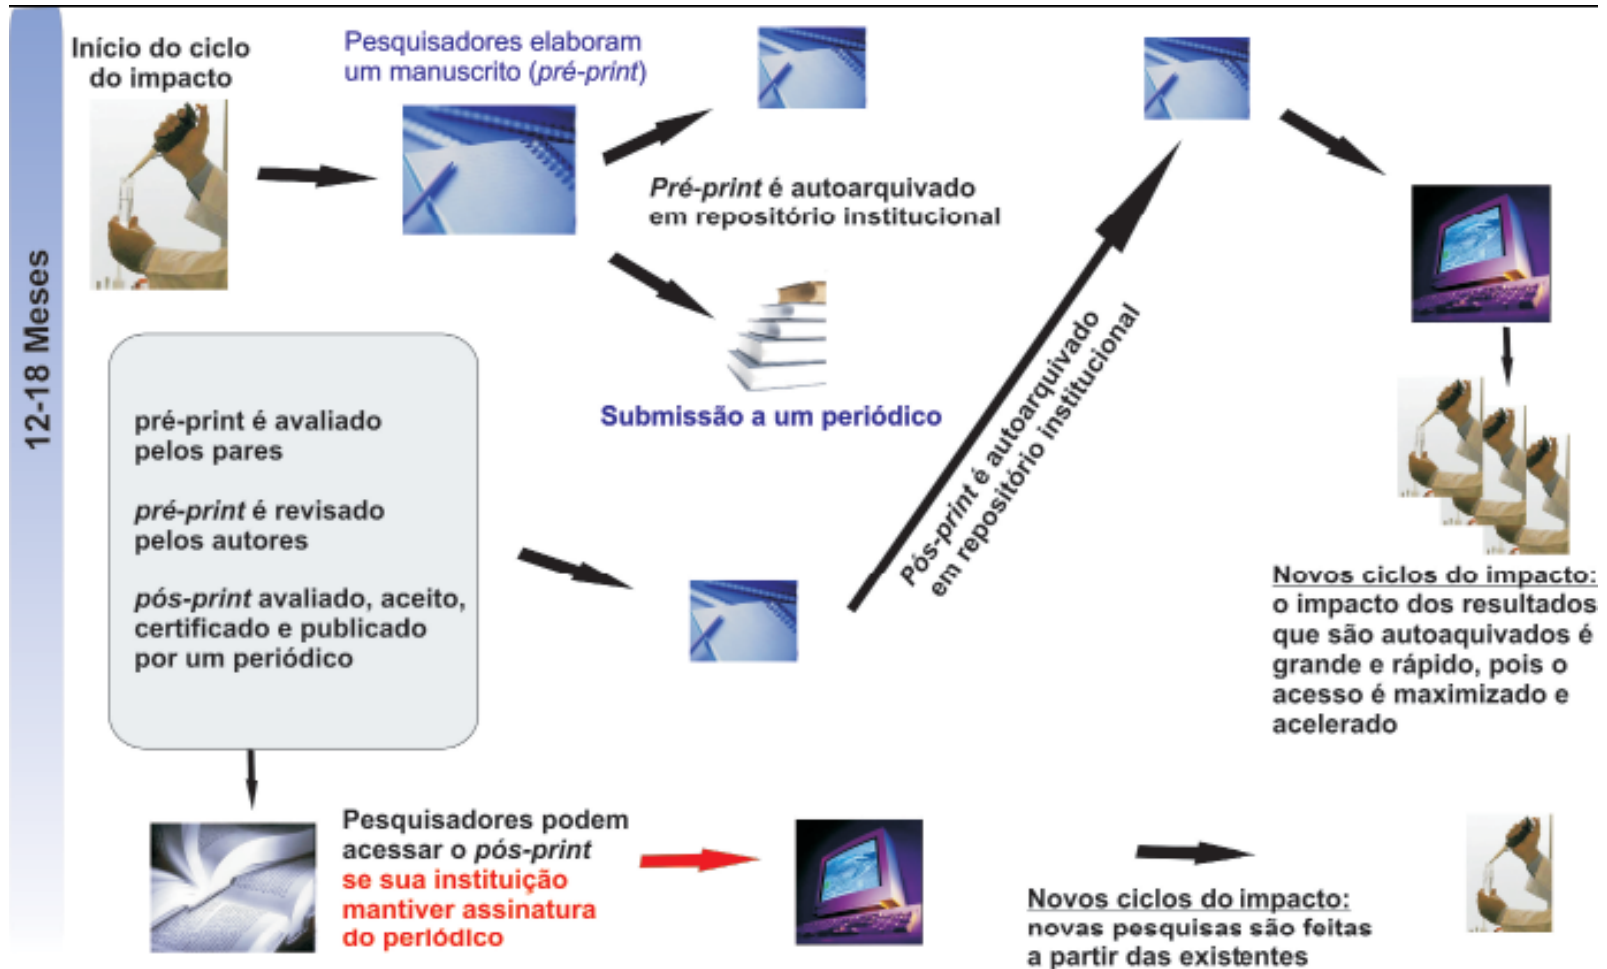 12-18 Meses
Início do ciclo
do impacto
Pesquisadores elaboram
um manuscrito (pré-print)
Pré-print é autoarquivado
em repositório institucional
Submissão a um periódico
pré-print é avaliado
pelos pares
pré-print é revisado
pelos autores
pós-print avaliado, aceito,
certificado e publicado
por um periódico
Pós-print é autoarquivado
em repositório institucional
Novos ciclos do impacto:
o impacto dos resultados
que são autoaquivados é
grande e rápido, pois o
acesso é maximizado e
acelerado
Pesquisadores podem
acessar o pós-print
se sua instituição
mantiver assinatura
do periódico
Novos ciclos do impacto:
novas pesquisas são feitas
a partir das existentes